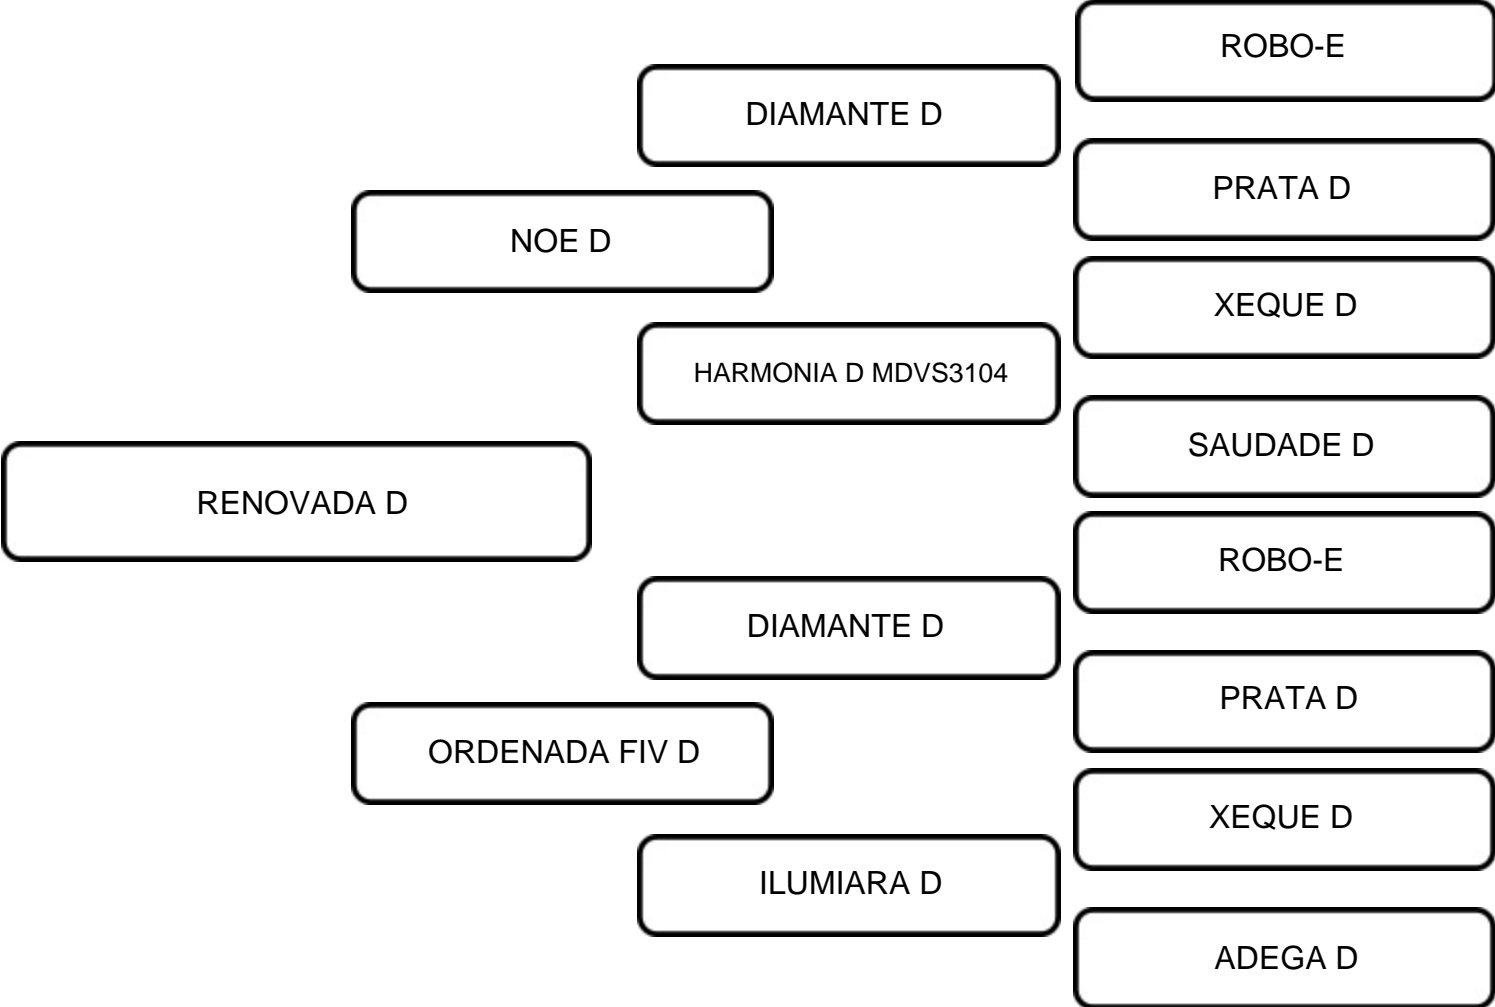 ROBO-E
DIAMANTE D
PRATA D
NOE D
XEQUE D
HARMONIA D MDVS3104
SAUDADE D
RENOVADA D
ROBO-E
DIAMANTE D
PRATA D
ORDENADA FIV D
XEQUE D
ILUMIARA D
ADEGA D